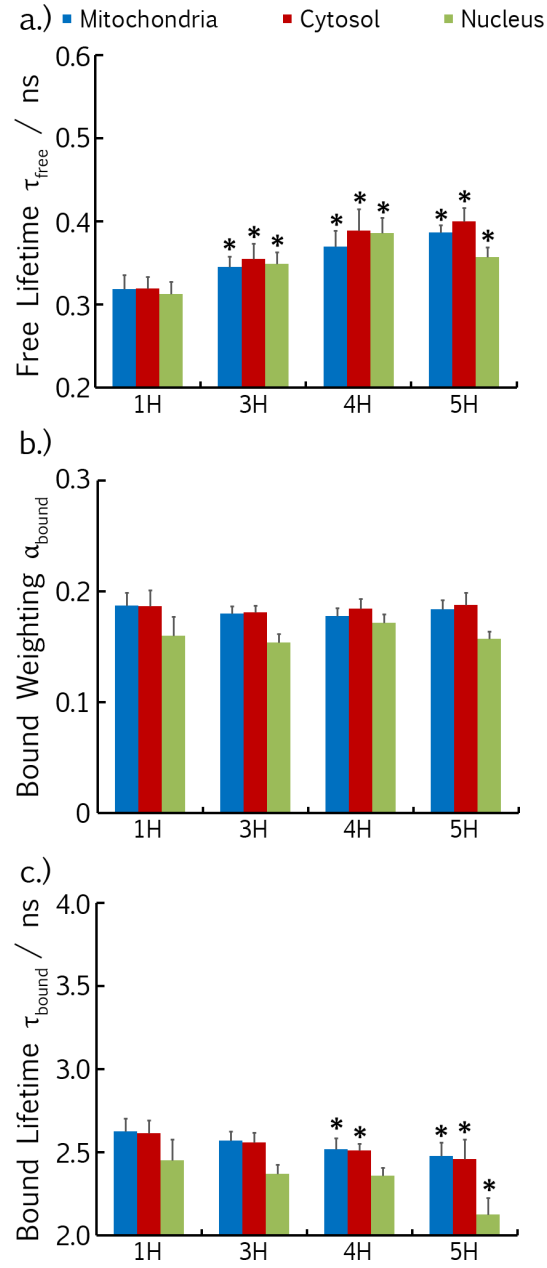 a.) Mitochondria Cytosol Nucleus
Free Lifetime τfree / ns
0.6
0.5
0.4
0.3
0.2
* * * * * * * * *
1H 3H 4H 5H
b.)
Bound Weighting αbound
0.3
0.2
0.1
0
1H 3H 4H 5H
c.)
Bound Lifetime τbound / ns
4.0
3.5
3.0
2.5
2.0
* * * * *
1H 3H 4H 5H